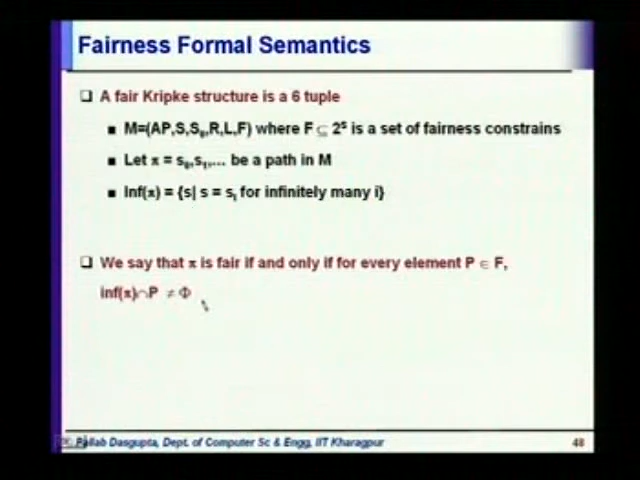 Fairness Formal Semantics
A fair Kripke structure is a 6 tuple
M=(AP,S,S₀,R,L,F) where F ⊆ 2ˢ is a set of fairness constrains
Let π = s₀,s₁,... be a path in M
Inf(π) = {s| s = sᵢ for infinitely many i}
We say that π is fair if and only if for every element P ∈ F,
inf(π)∩P ≠ Φ
Pallab Dasgupta, Dept. of Computer Sc & Engg, IIT Kharagpur
48